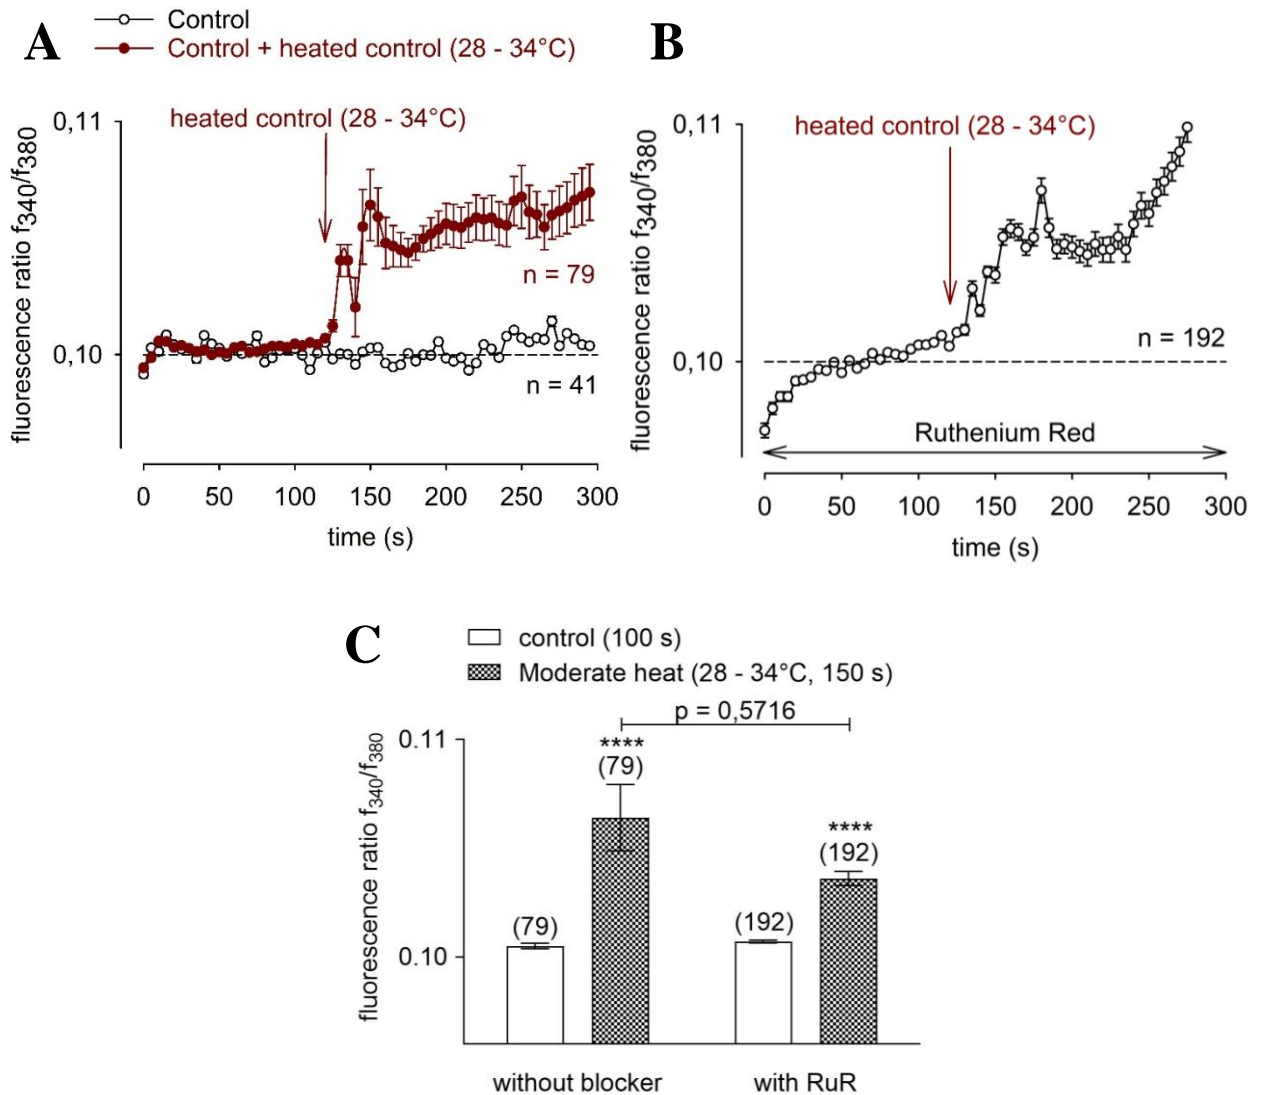 A
Control
Control + heated control (28 - 34°C)
heated control (28 - 34°C)
fluorescence ratio f340/f380
0,11
0,10
n = 79
n = 41
0 50 100 150 200 250 300
time (s)
B
heated control (28 - 34°C)
fluorescence ratio f340/f380
0,11
0,10
n = 192
Ruthenium Red
0 50 100 150 200 250 300
time (s)
C
control (100 s)
Moderate heat (28 - 34°C, 150 s)
p = 0,5716
fluorescence ratio f340/f380
0.11
0.10
(79)
****
(79)
(192)
****
(192)
without blocker
with RuR